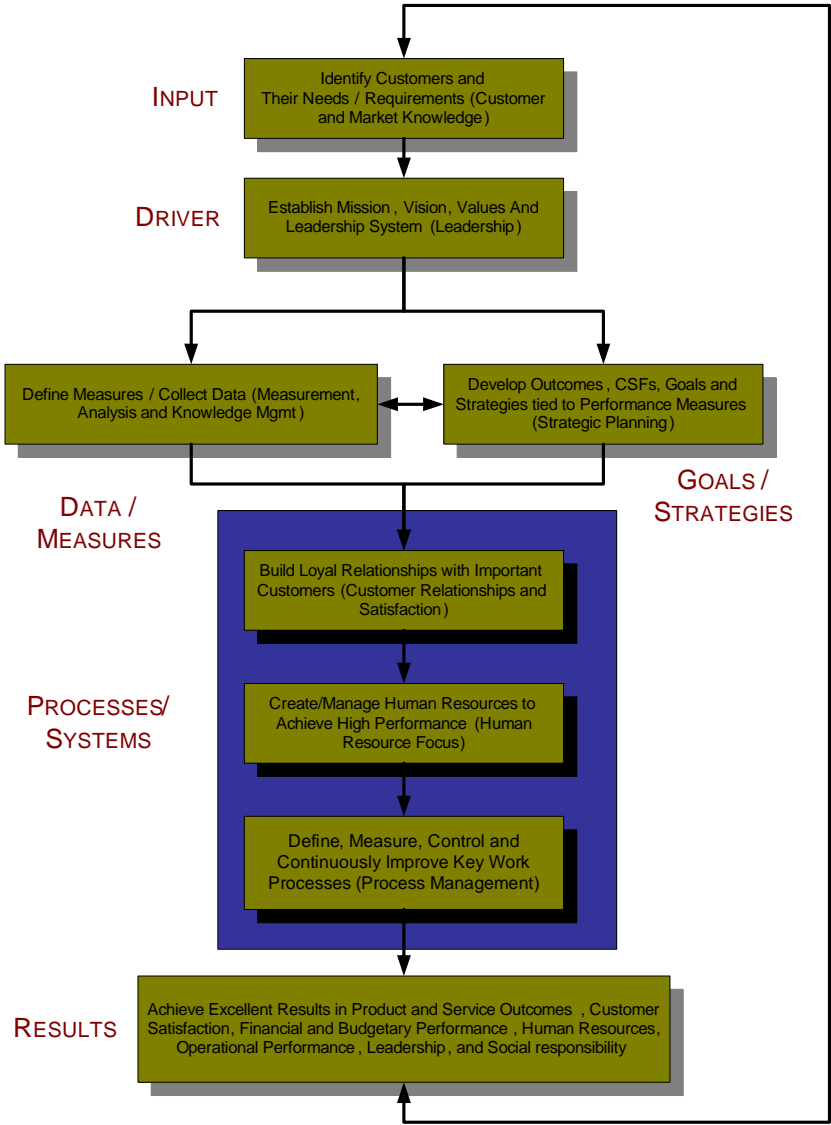 INPUT
Identify Customers and
Their Needs / Requirements (Customer
and Market Knowledge)
DRIVER
Establish Mission , Vision, Values And
Leadership System (Leadership)
Define Measures / Collect Data (Measurement,
Analysis and Knowledge Mgmt)
Develop Outcomes , CSFs, Goals and
Strategies tied to Performance Measures
(Strategic Planning)
DATA /
MEASURES
GOALS /
STRATEGIES
Build Loyal Relationships with Important
Customers (Customer Relationships and
Satisfaction)
PROCESSES/
SYSTEMS
Create/Manage Human Resources to
Achieve High Performance (Human
Resource Focus)
Define, Measure, Control and
Continuously Improve Key Work
Processes (Process Management)
RESULTS
Achieve Excellent Results in Product and Service Outcomes , Customer
Satisfaction, Financial and Budgetary Performance , Human Resources,
Operational Performance , Leadership, and Social responsibility